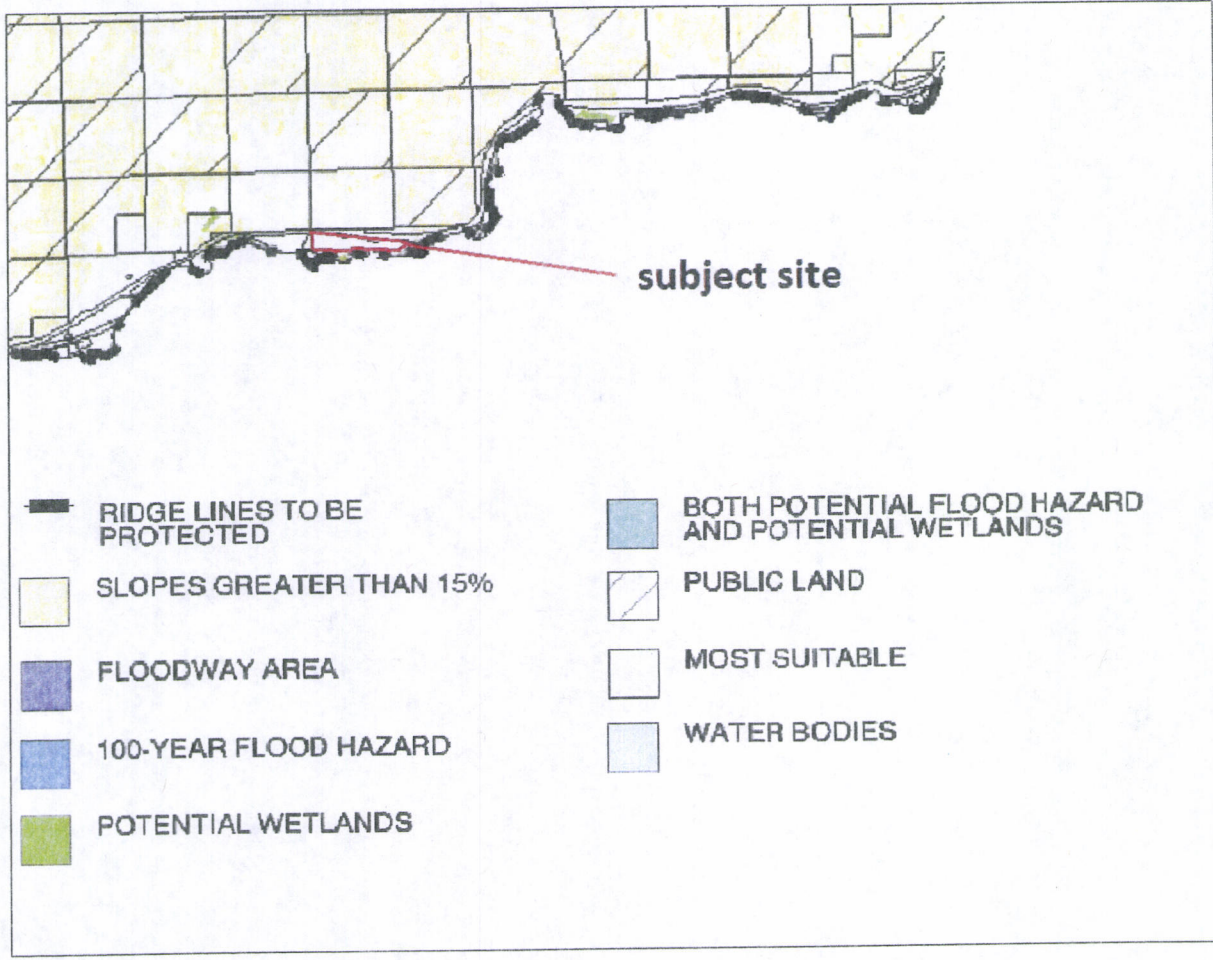 subject site
RIDGE LINES TO BE
PROTECTED
SLOPES GREATER THAN 15%
FLOODWAY AREA
100-YEAR FLOOD HAZARD
POTENTIAL WETLANDS
BOTH POTENTIAL FLOOD HAZARD
AND POTENTIAL WETLANDS
PUBLIC LAND
MOST SUITABLE
WATER BODIES